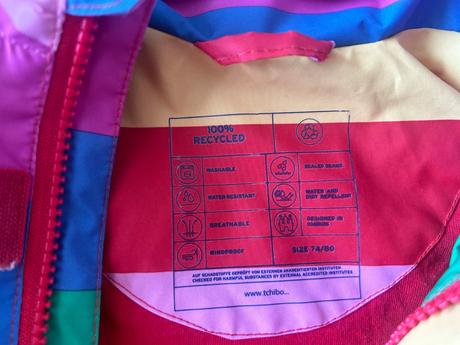 100%
RECYCLED
WASHABLE
SEALED SEAMS
WATER RESISTANT
WATER AND
DIRT REPELLENT
BREATHABLE
DESIGNED IN
HAMBURG
WINDPROOF
SIZE 74/80
AUF SCHADSTOFFE GEPRÜFT VON EXTERNEN AKKREDITIERTEN INSTITUTEN
CHECKED FOR HARMFUL SUBSTANCES BY EXTERNAL ACCREDITED INSTITUTES
www.tchibo...